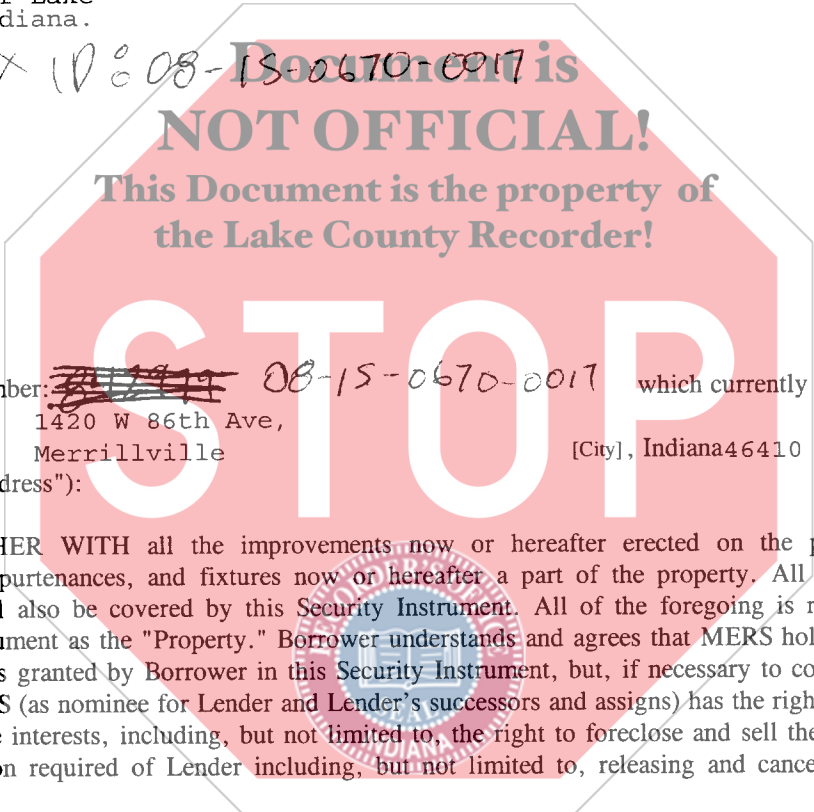 r Lake
diana.
x ID: 08-15-0670-0017
Document is
NOT OFFICIAL!
This Document is the property of
the Lake County Recorder!
STOP
nber: 08-15-0670-0017 which currently
1420 W 86th Ave,
Merrillville [City], Indiana46410
dress"):
HER WITH all the improvements now or hereafter erected on the p
purtenances, and fixtures now or hereafter a part of the property. All
l also be covered by this Security Instrument. All of the foregoing is r
ument as the "Property." Borrower understands and agrees that MERS hol
s granted by Borrower in this Security Instrument, but, if necessary to co
S (as nominee for Lender and Lender's successors and assigns) has the righ
e interests, including, but not limited to, the right to foreclose and sell the
on required of Lender including, but not limited to, releasing and cance
RECORDER'S OFFICE
SEAL
INDIANA